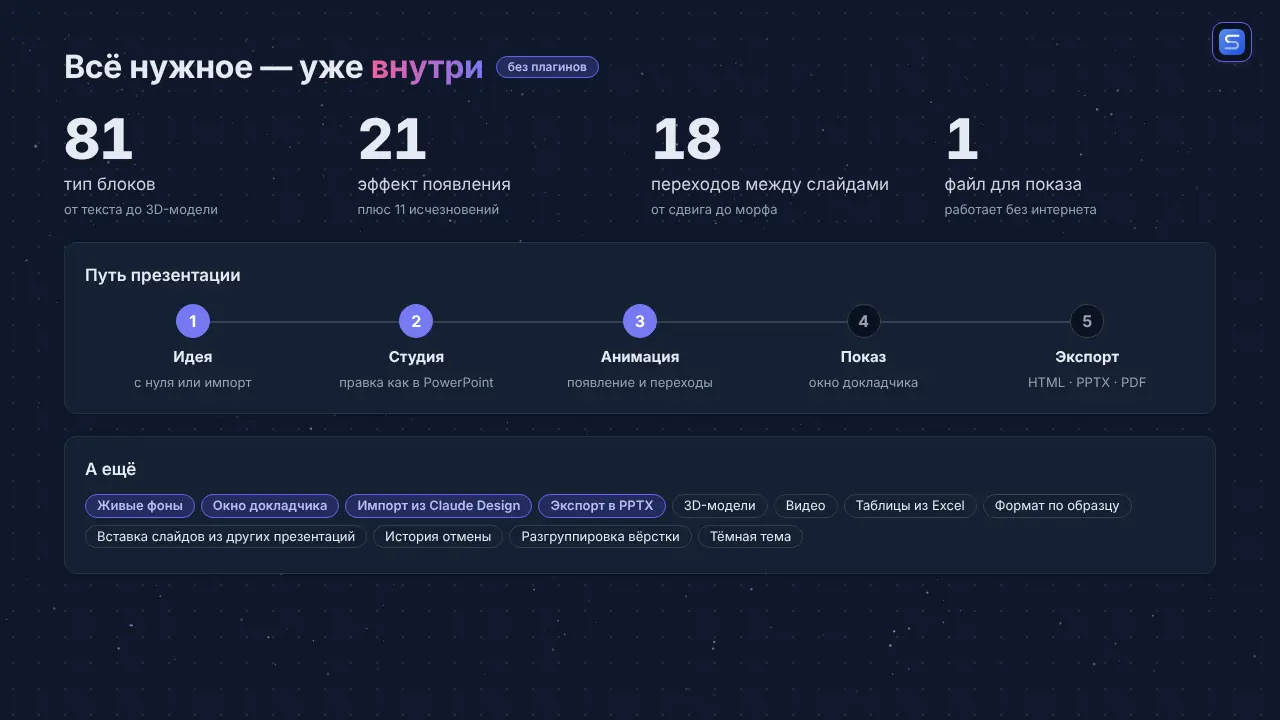 Всё нужное — уже внутри без плагинов
81 21 18 1
тип блоков эффект появления переходов между слайдами файл для показа
от текста до 3D-модели плюс 11 исчезновений от сдвига до морфа работает без интернета
Путь презентации
1 2 3 4 5
Идея Студия Анимация Показ Экспорт
с нуля или импорт правка как в PowerPoint появление и переходы окно докладчика HTML · PPTX · PDF
А ещё
Живые фоны Окно докладчика Импорт из Claude Design Экспорт в PPTX 3D-модели Видео Таблицы из Excel Формат по образцу
Вставка слайдов из других презентаций История отмены Разгруппировка вёрстки Тёмная тема